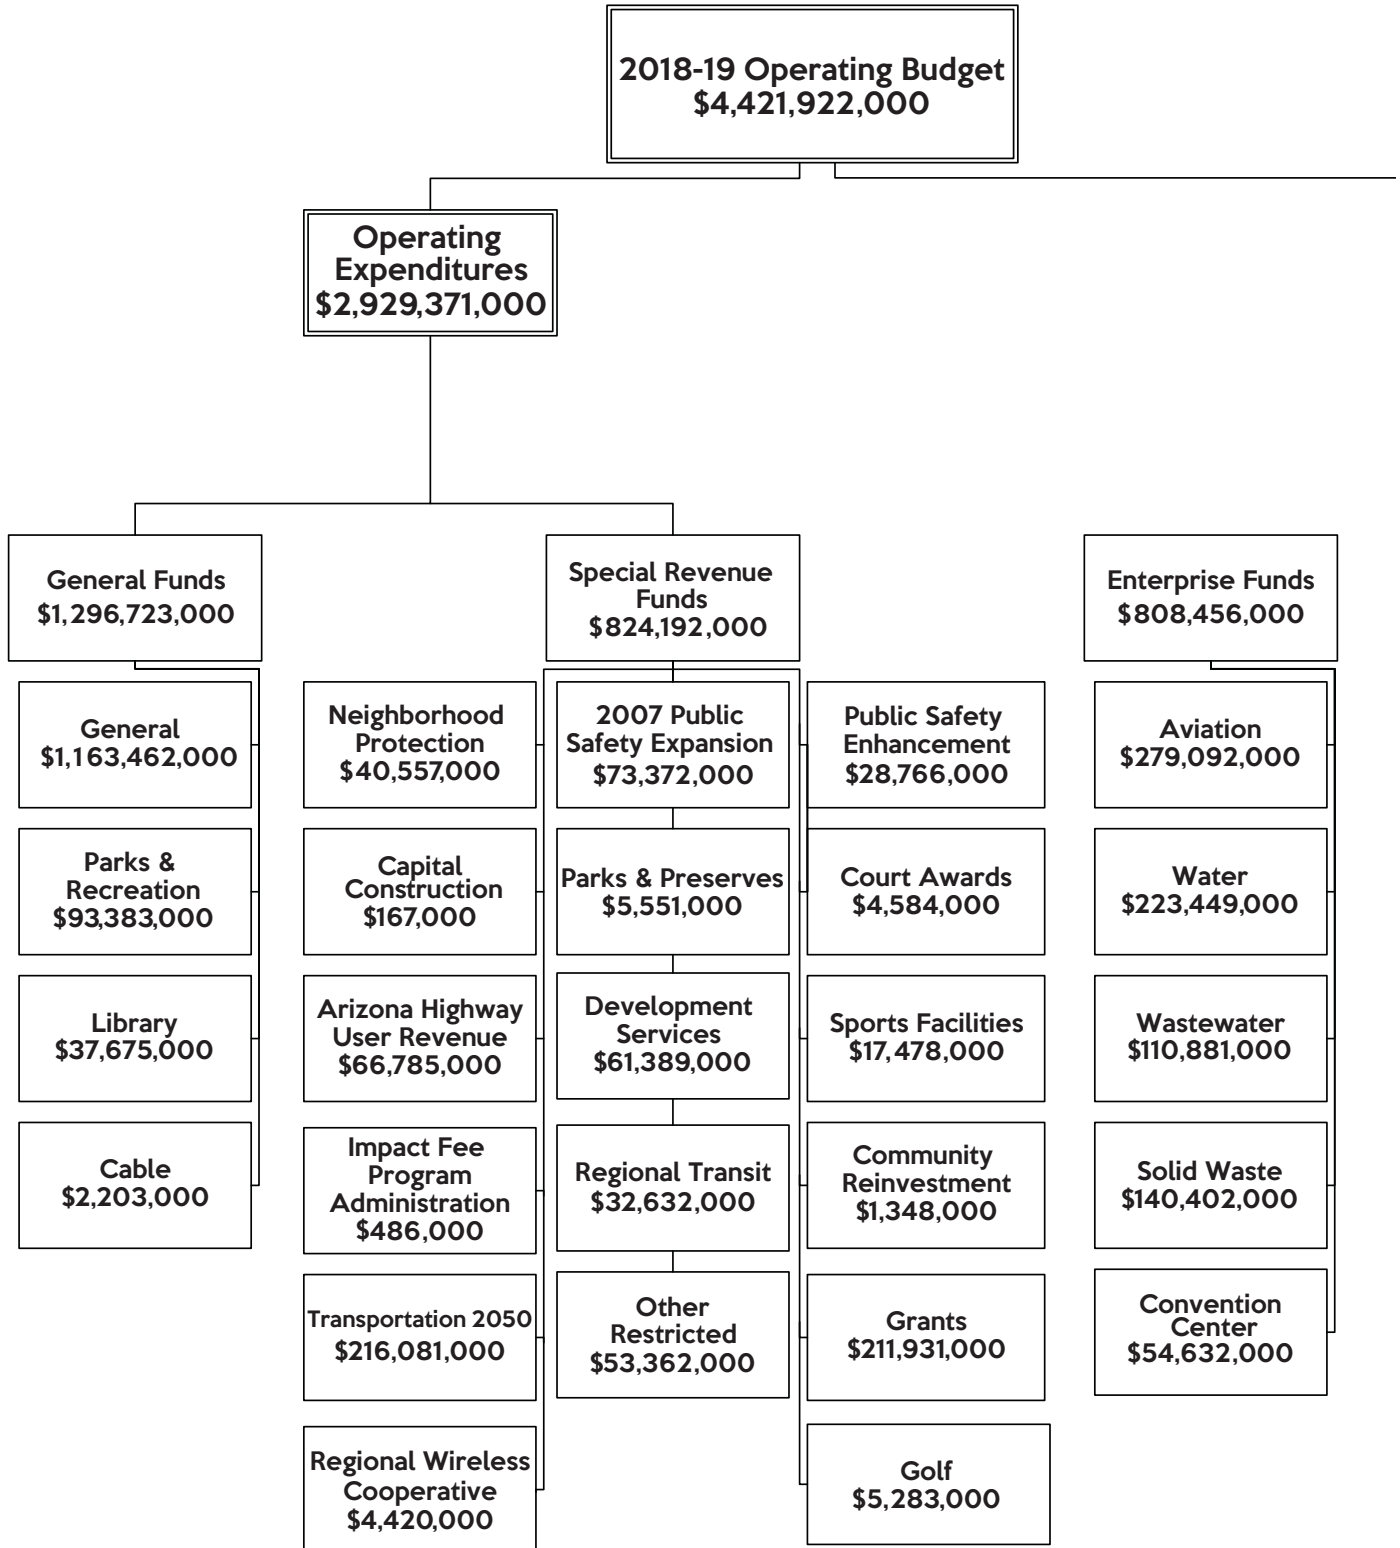 2018-19 Operating Budget
$4,421,922,000
Operating
Expenditures
$2,929,371,000
General Funds
$1,296,723,000
Special Revenue
Funds
$824,192,000
Enterprise Funds
$808,456,000
General
$1,163,462,000
Parks &
Recreation
$93,383,000
Library
$37,675,000
Cable
$2,203,000
Neighborhood
Protection
$40,557,000
Capital
Construction
$167,000
Arizona Highway
User Revenue
$66,785,000
Impact Fee
Program
Administration
$486,000
Transportation 2050
$216,081,000
Regional Wireless
Cooperative
$4,420,000
2007 Public
Safety Expansion
$73,372,000
Parks & Preserves
$5,551,000
Development
Services
$61,389,000
Regional Transit
$32,632,000
Other
Restricted
$53,362,000
Public Safety
Enhancement
$28,766,000
Court Awards
$4,584,000
Sports Facilities
$17,478,000
Community
Reinvestment
$1,348,000
Grants
$211,931,000
Golf
$5,283,000
Aviation
$279,092,000
Water
$223,449,000
Wastewater
$110,881,000
Solid Waste
$140,402,000
Convention
Center
$54,632,000